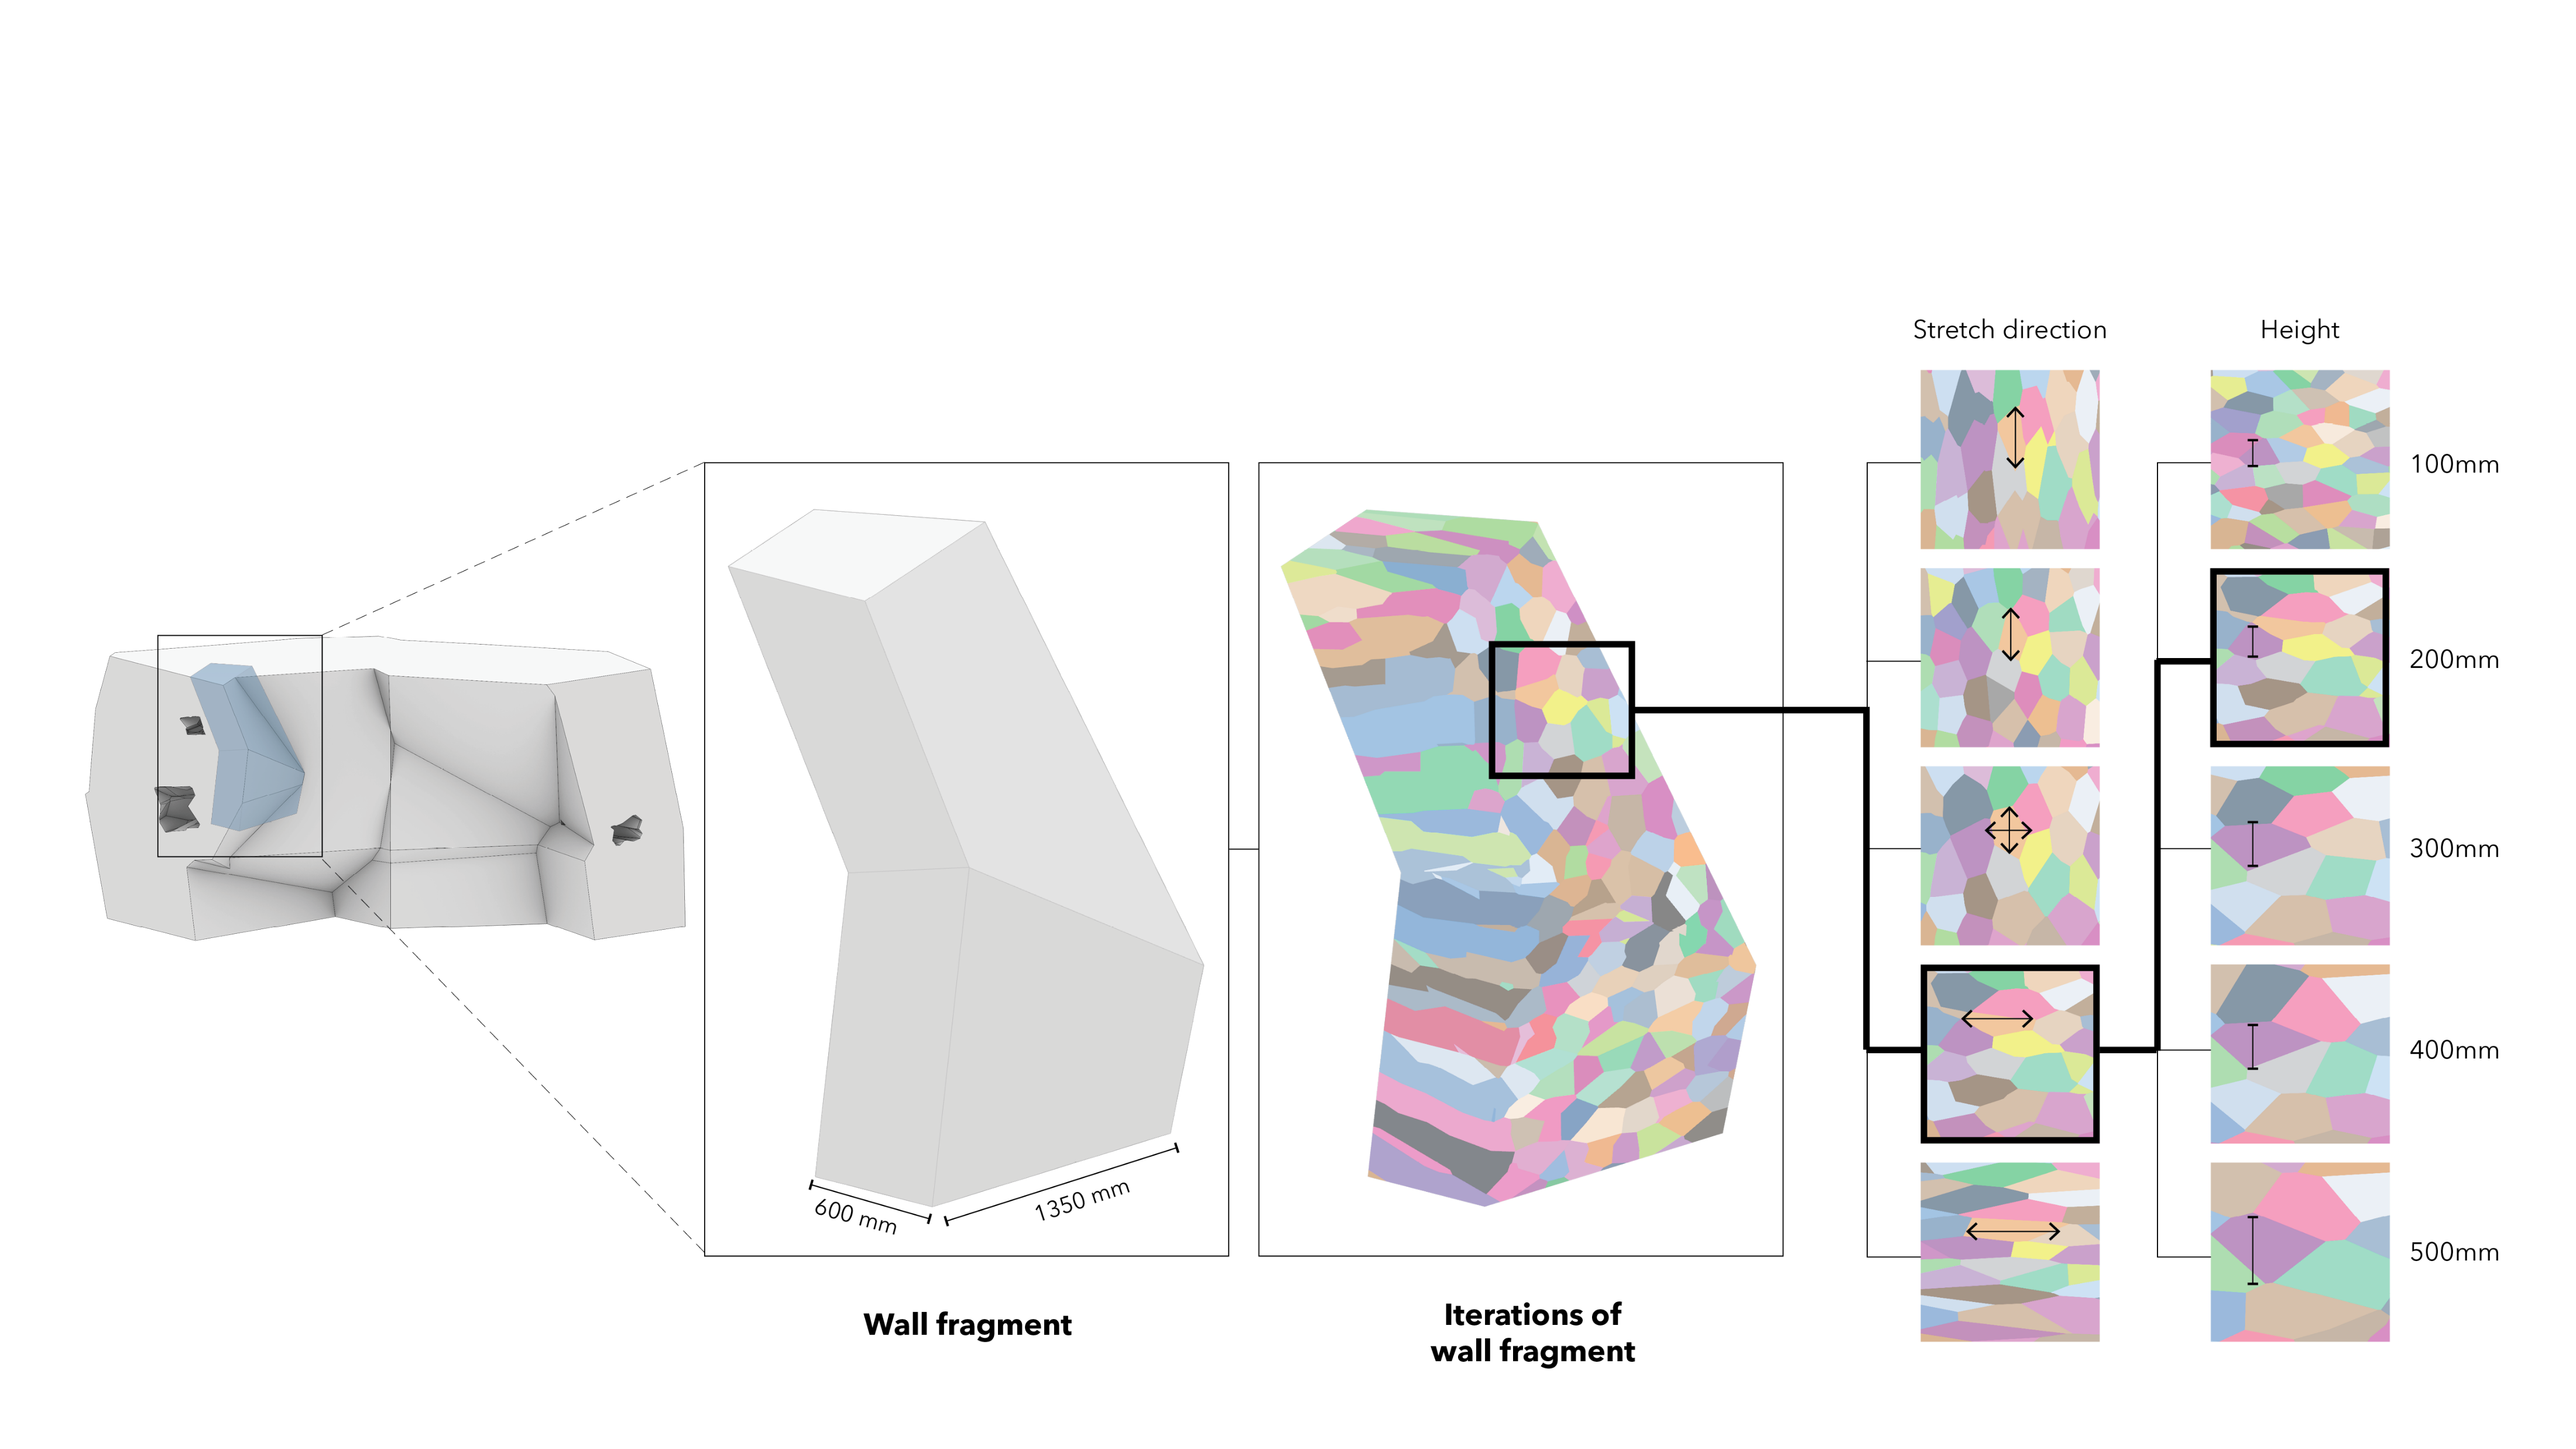 Stretch direction
Height
100mm
200mm
300mm
400mm
500mm
600 mm
1350 mm
Wall fragment
Iterations of
wall fragment